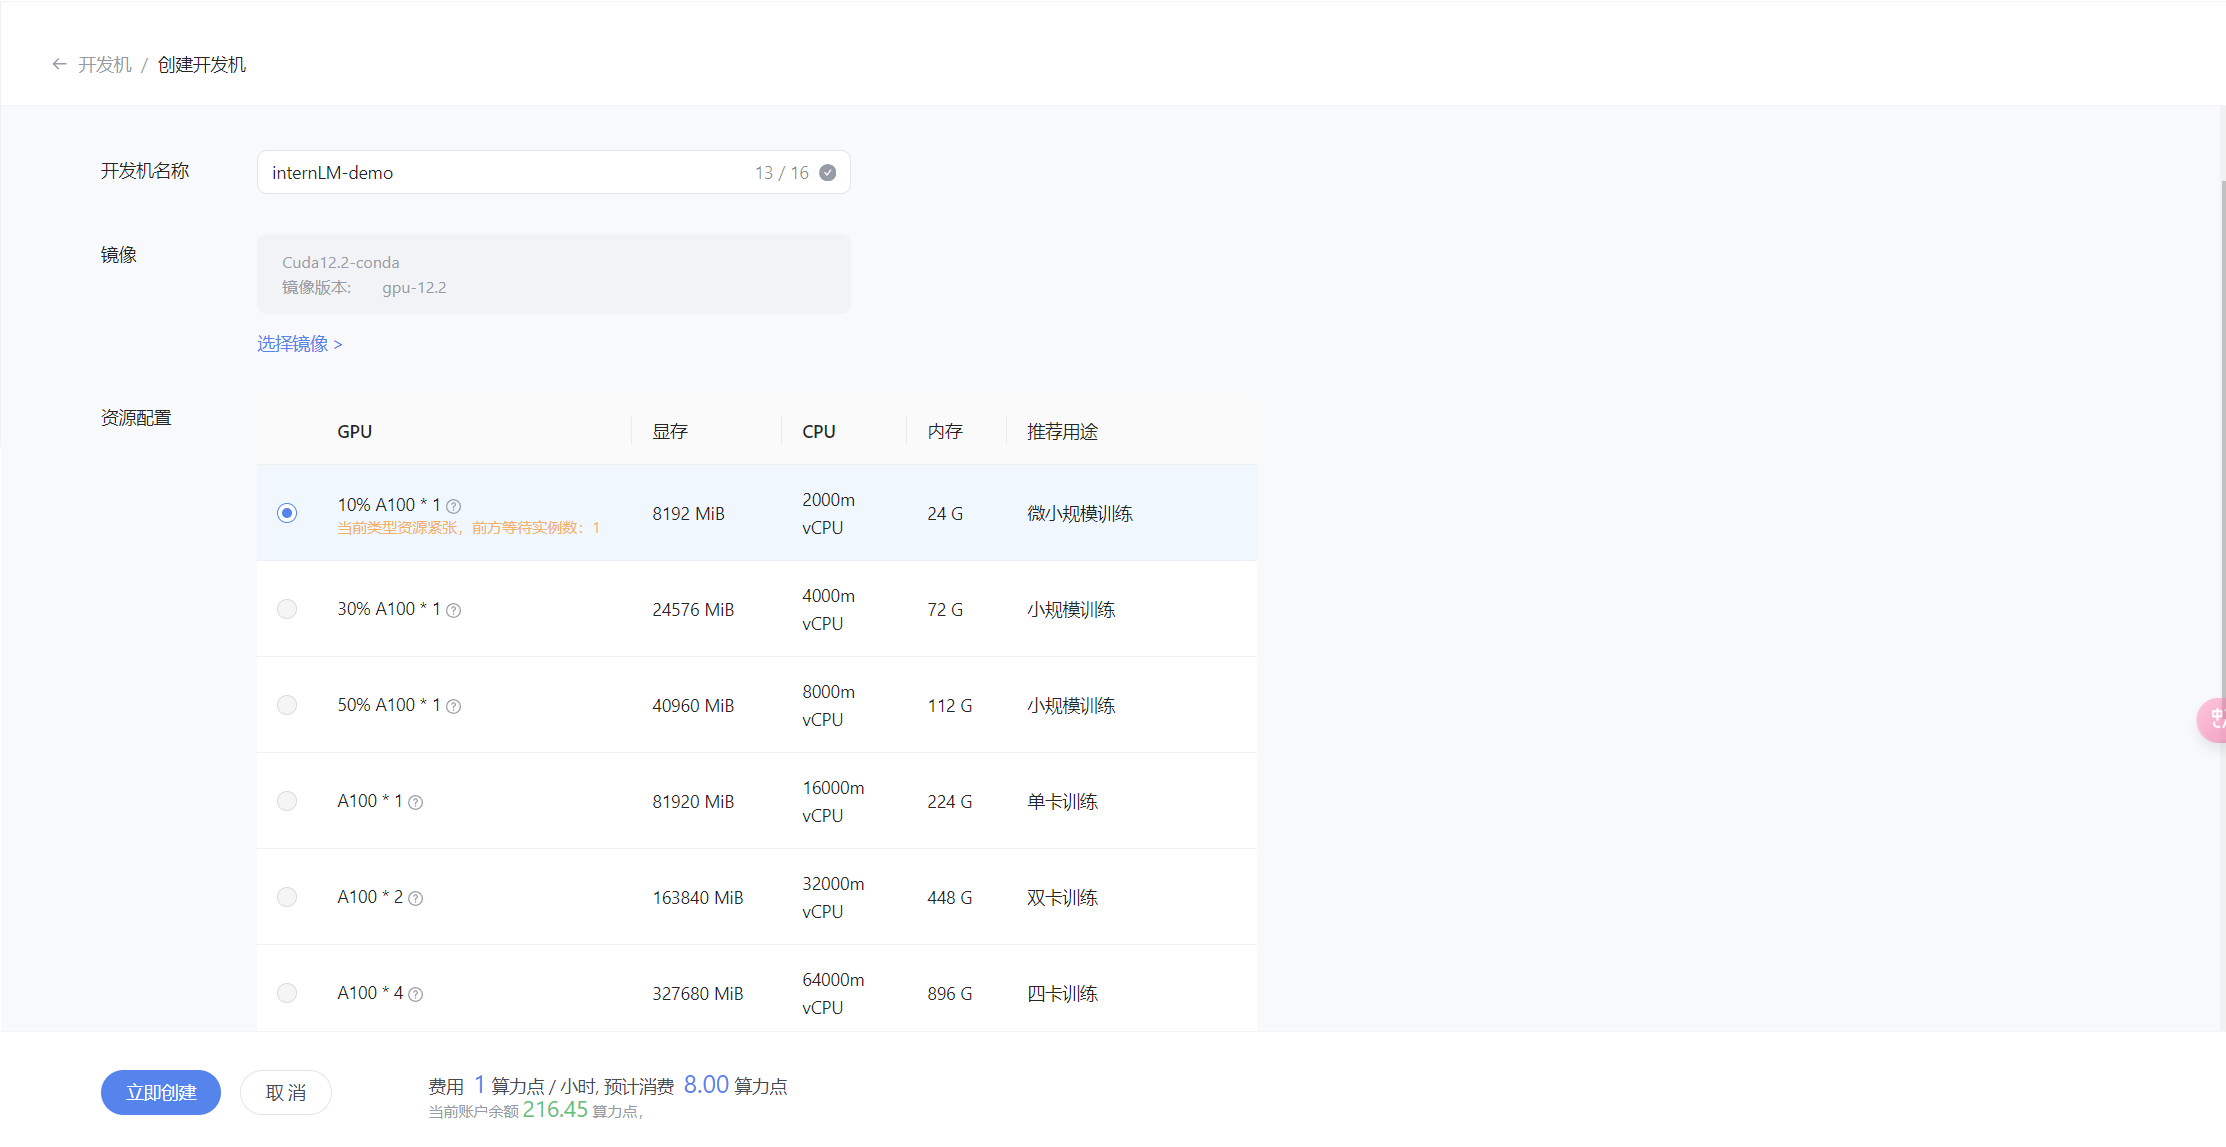 ← 开发机 / 创建开发机
开发机名称
internLM-demo 13 / 16
镜像
Cuda12.2-conda
镜像版本: gpu-12.2
选择镜像 >
资源配置
GPU 显存 CPU 内存 推荐用途
10% A100 * 1 ?
当前类型资源紧张，前方等待实例数：1
8192 MiB
2000m
vCPU
24 G
微小规模训练
30% A100 * 1 ?
24576 MiB
4000m
vCPU
72 G
小规模训练
50% A100 * 1 ?
40960 MiB
8000m
vCPU
112 G
小规模训练
A100 * 1 ?
81920 MiB
16000m
vCPU
224 G
单卡训练
A100 * 2 ?
163840 MiB
32000m
vCPU
448 G
双卡训练
A100 * 4 ?
327680 MiB
64000m
vCPU
896 G
四卡训练
立即创建
取 消
费用 1 算力点 / 小时, 预计消费 8.00 算力点
当前账户余额 216.45 算力点,